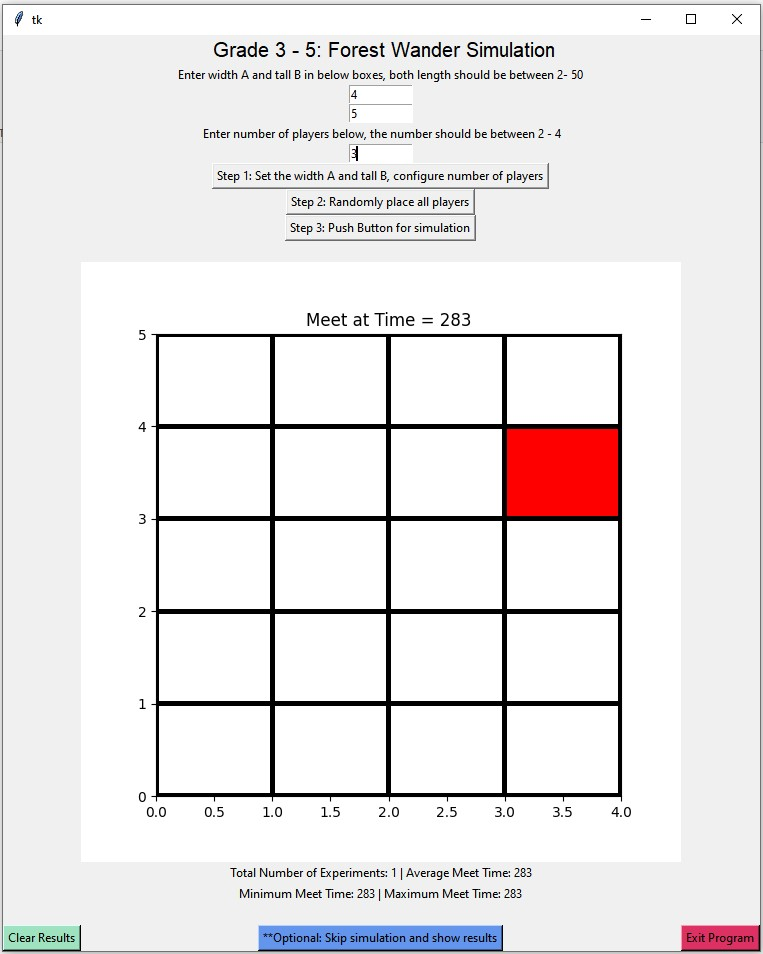 tk
Grade 3 - 5: Forest Wander Simulation
Enter width A and tall B in below boxes, both length should be between 2- 50
4
5
Enter number of players below, the number should be between 2 - 4
3
Step 1: Set the width A and tall B, configure number of players
Step 2: Randomly place all players
Step 3: Push Button for simulation
Meet at Time = 283
5
4
3
2
1
0
0.0 0.5 1.0 1.5 2.0 2.5 3.0 3.5 4.0
Total Number of Experiments: 1 | Average Meet Time: 283
Minimum Meet Time: 283 | Maximum Meet Time: 283
Clear Results **Optional: Skip simulation and show results Exit Program